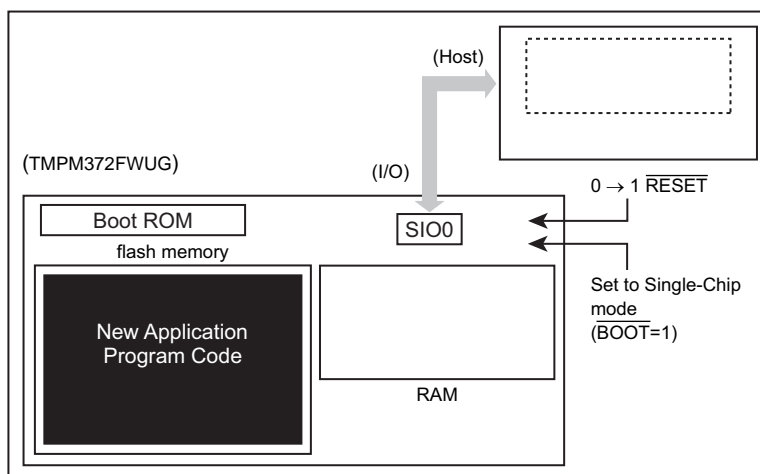 (Host)
(TMPM372FWUG)
(I/O)
0 → 1 RESET
Boot ROM
SIO0
flash memory
Set to Single-Chip
mode
(BOOT=1)
New Application
Program Code
RAM